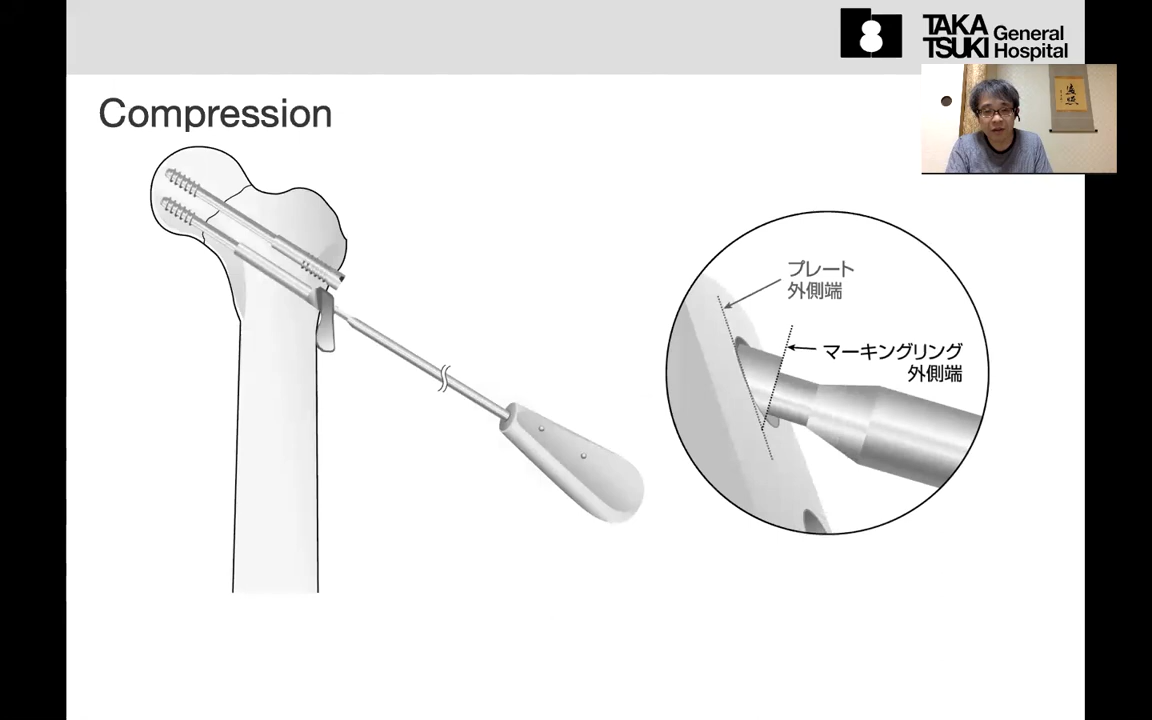 TAKA
TSUKI General
Hospital
Compression
プレート
外側端
マーキングリング
外側端